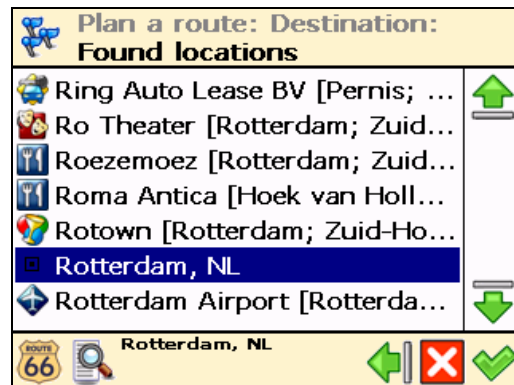 Plan a route: Destination:
Found locations
Ring Auto Lease BV [Pernis; ...
Ro Theater [Rotterdam; Zuid...
Roezemoez [Rotterdam; Zuid...
Roma Antica [Hoek van Holl...
Rotown [Rotterdam; Zuid-Ho...
Rotterdam, NL
Rotterdam Airport [Rotterda...
ROUTE
66
Rotterdam, NL